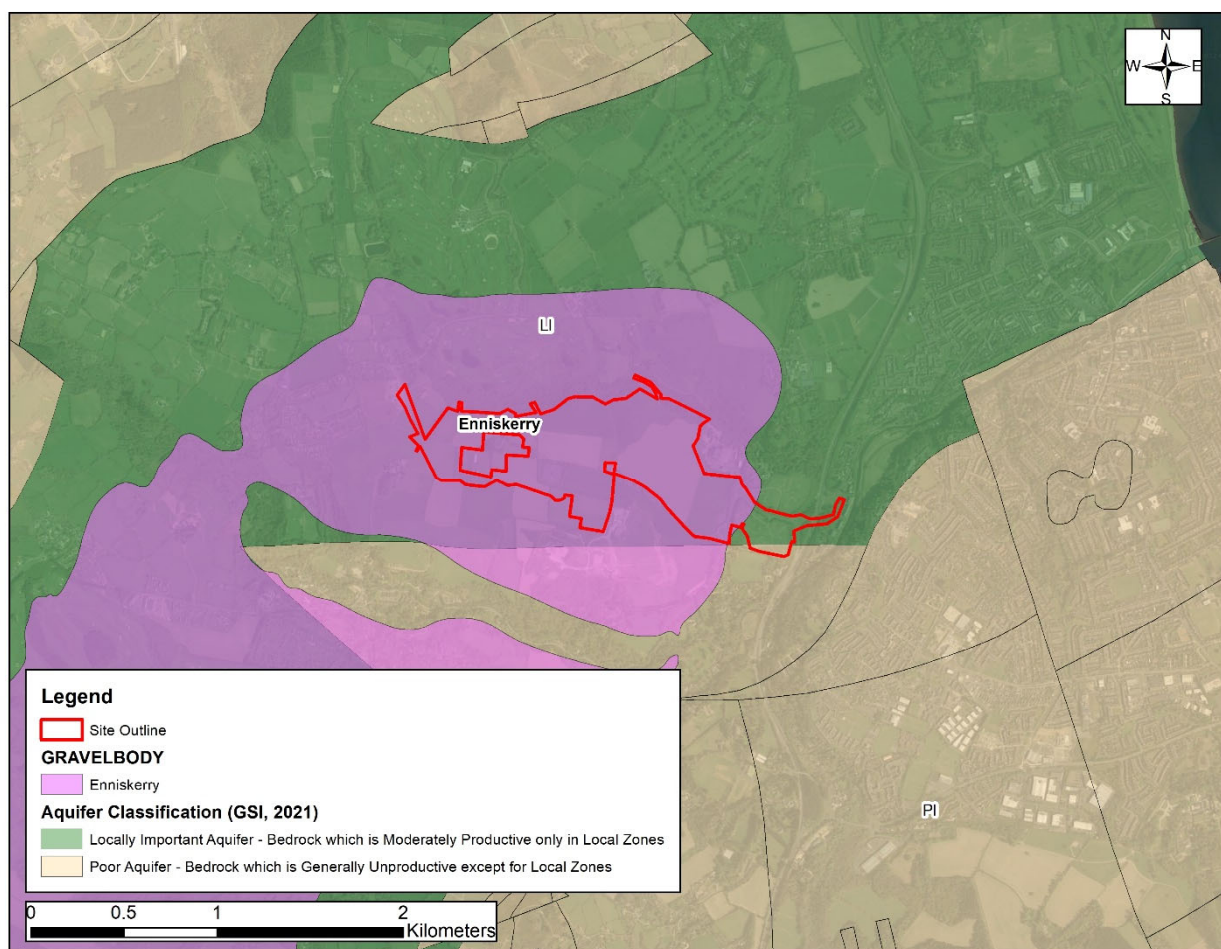 N
W E
S
Ll
Enniskerry
Pl
Legend
Site Outline
GRAVELBODY
Enniskerry
Aquifer Classification (GSI, 2021)
Locally Important Aquifer - Bedrock which is Moderately Productive only in Local Zones
Poor Aquifer - Bedrock which is Generally Unproductive except for Local Zones
0 0.5 1 2
Kilometers